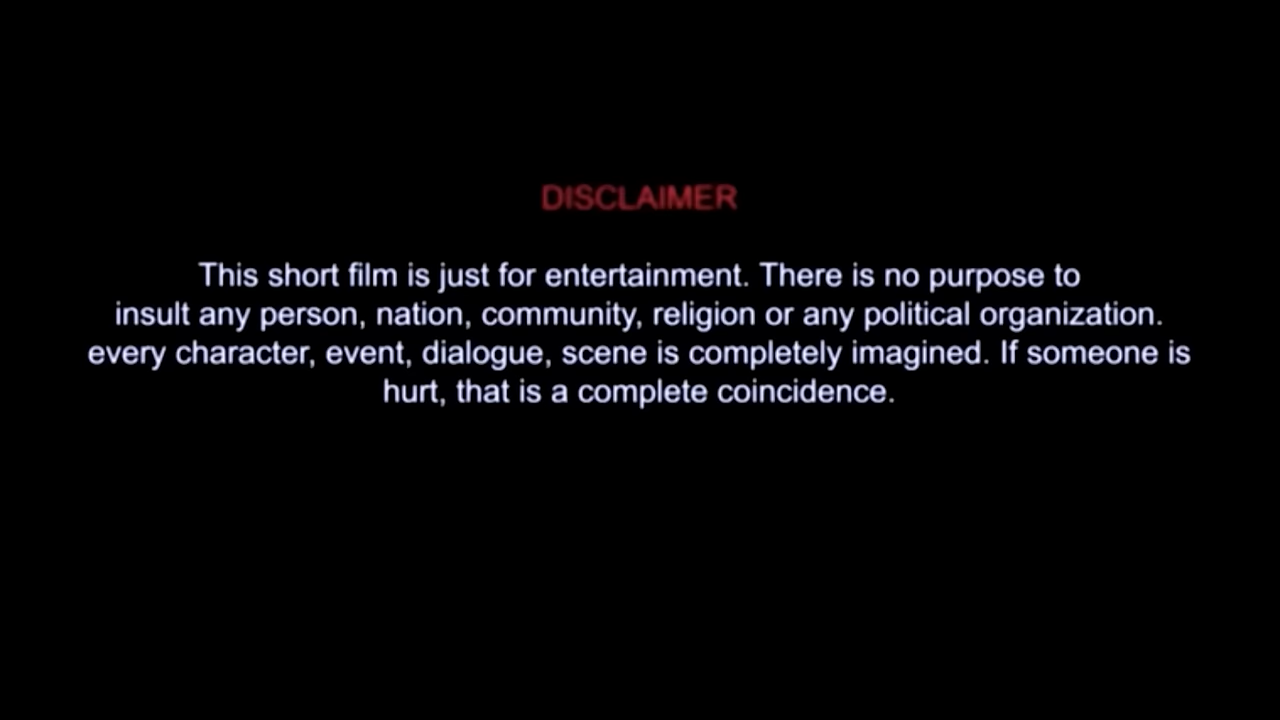 DISCLAIMER
This short film is just for entertainment. There is no purpose to
insult any person, nation, community, religion or any political organization.
every character, event, dialogue, scene is completely imagined. If someone is
hurt, that is a complete coincidence.